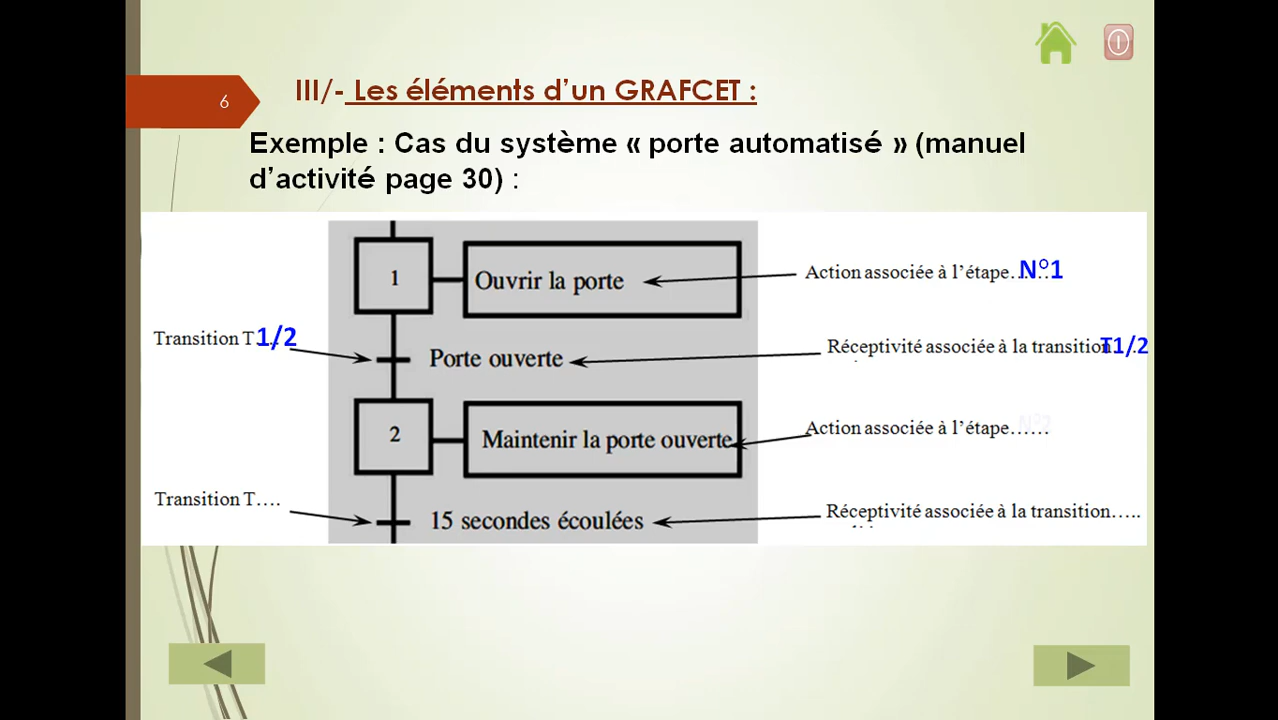 6
III/- Les éléments d’un GRAFCET :
Exemple : Cas du système « porte automatisé » (manuel
d’activité page 30) :
1
Ouvrir la porte
Action associée à l’étape…… N°1
Transition T 1/2
Porte ouverte
Réceptivité associée à la transition T1/2
2
Maintenir la porte ouverte
Action associée à l’étape…… N°2
Transition T….
15 secondes écoulées
Réceptivité associée à la transition…..